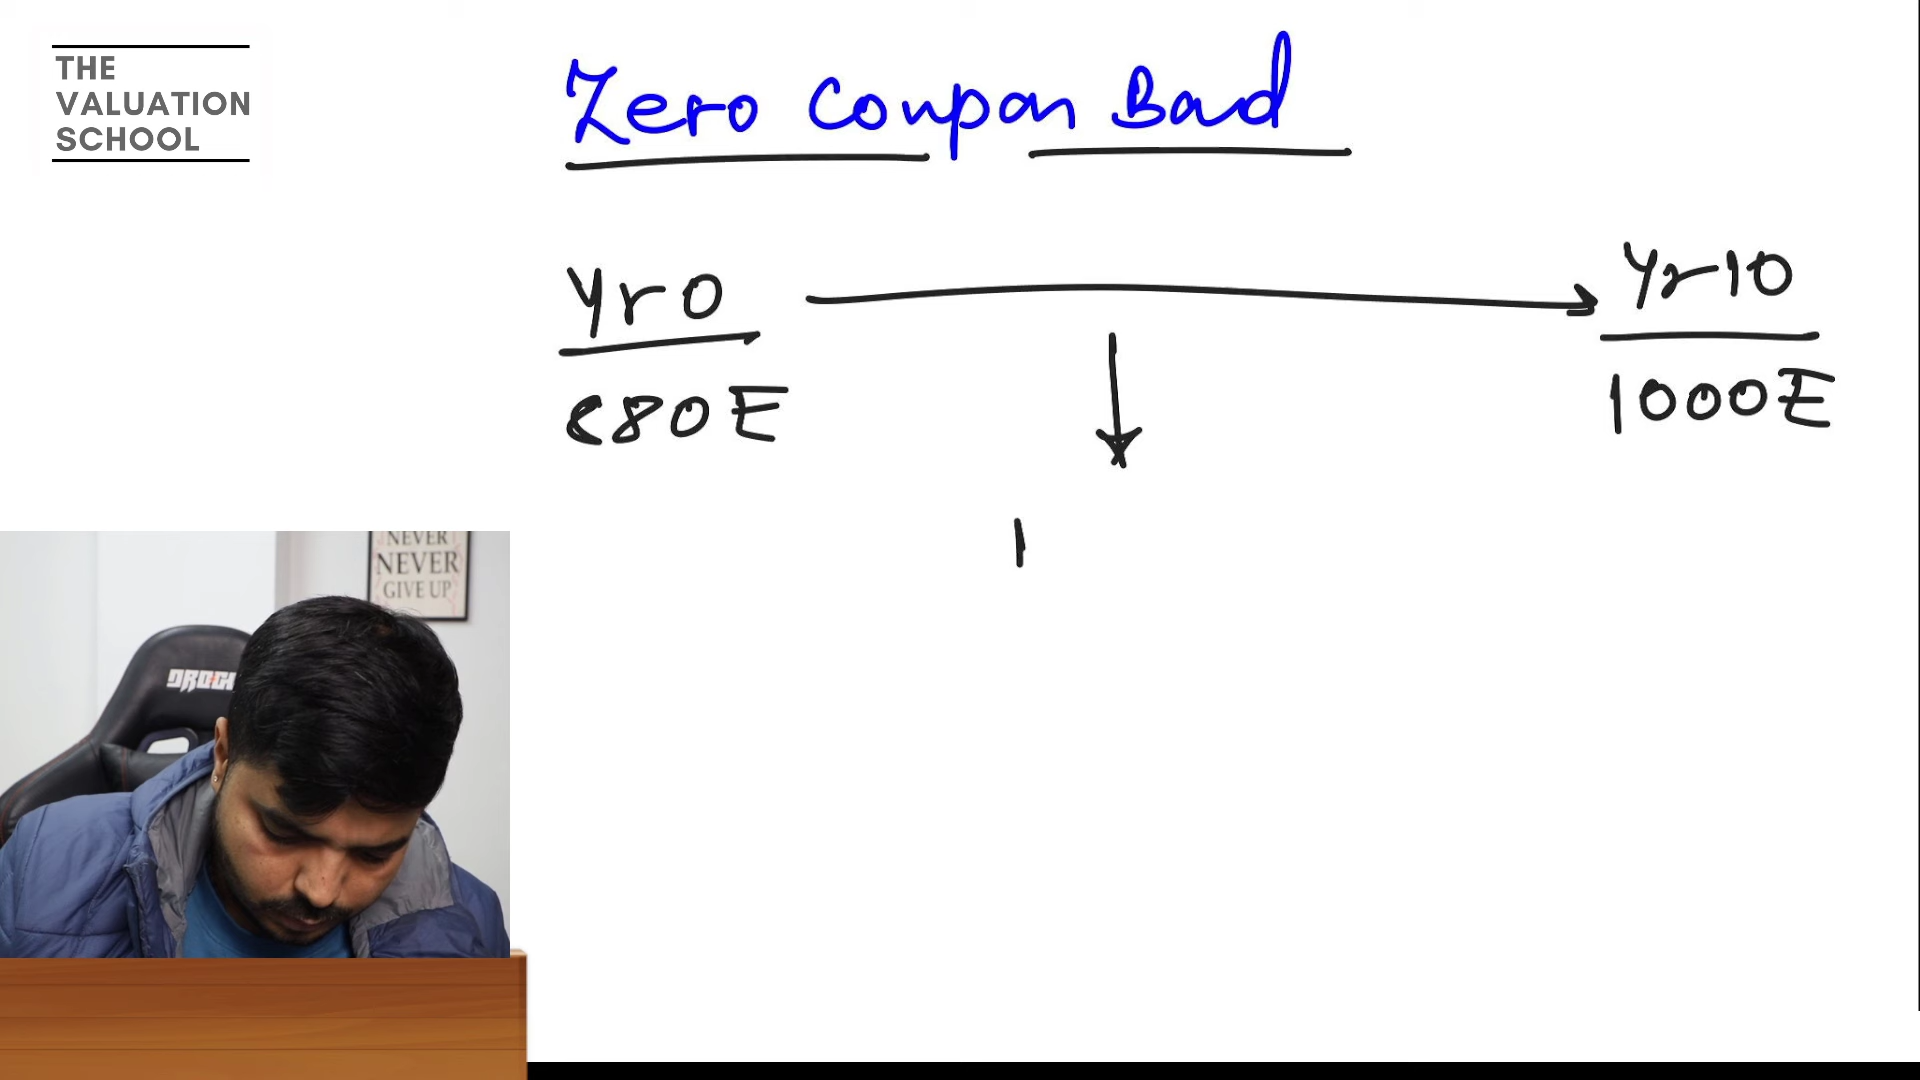 THE
VALUATION
SCHOOL
Zero Coupon Bond
Yr 0
Yr 10
880E
1000E
NEVER
NEVER
GIVE UP